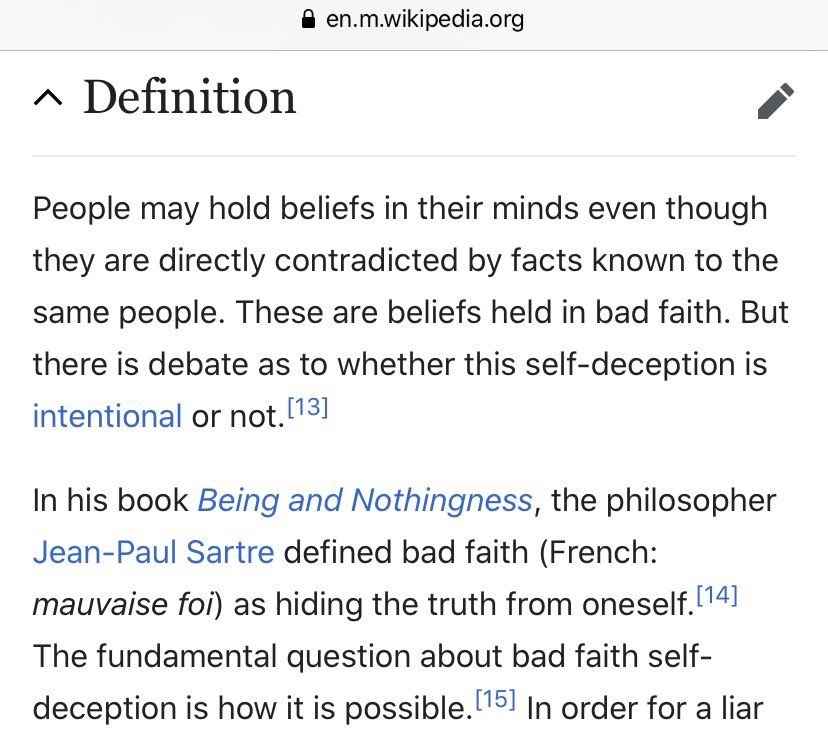 en.m.wikipedia.org
Definition
People may hold beliefs in their minds even though
they are directly contradicted by facts known to the
same people. These are beliefs held in bad faith. But
there is debate as to whether this self-deception is
intentional or not.[13]
In his book Being and Nothingness, the philosopher
Jean-Paul Sartre defined bad faith (French:
mauvaise foi) as hiding the truth from oneself.[14]
The fundamental question about bad faith self-
deception is how it is possible.[15] In order for a liar